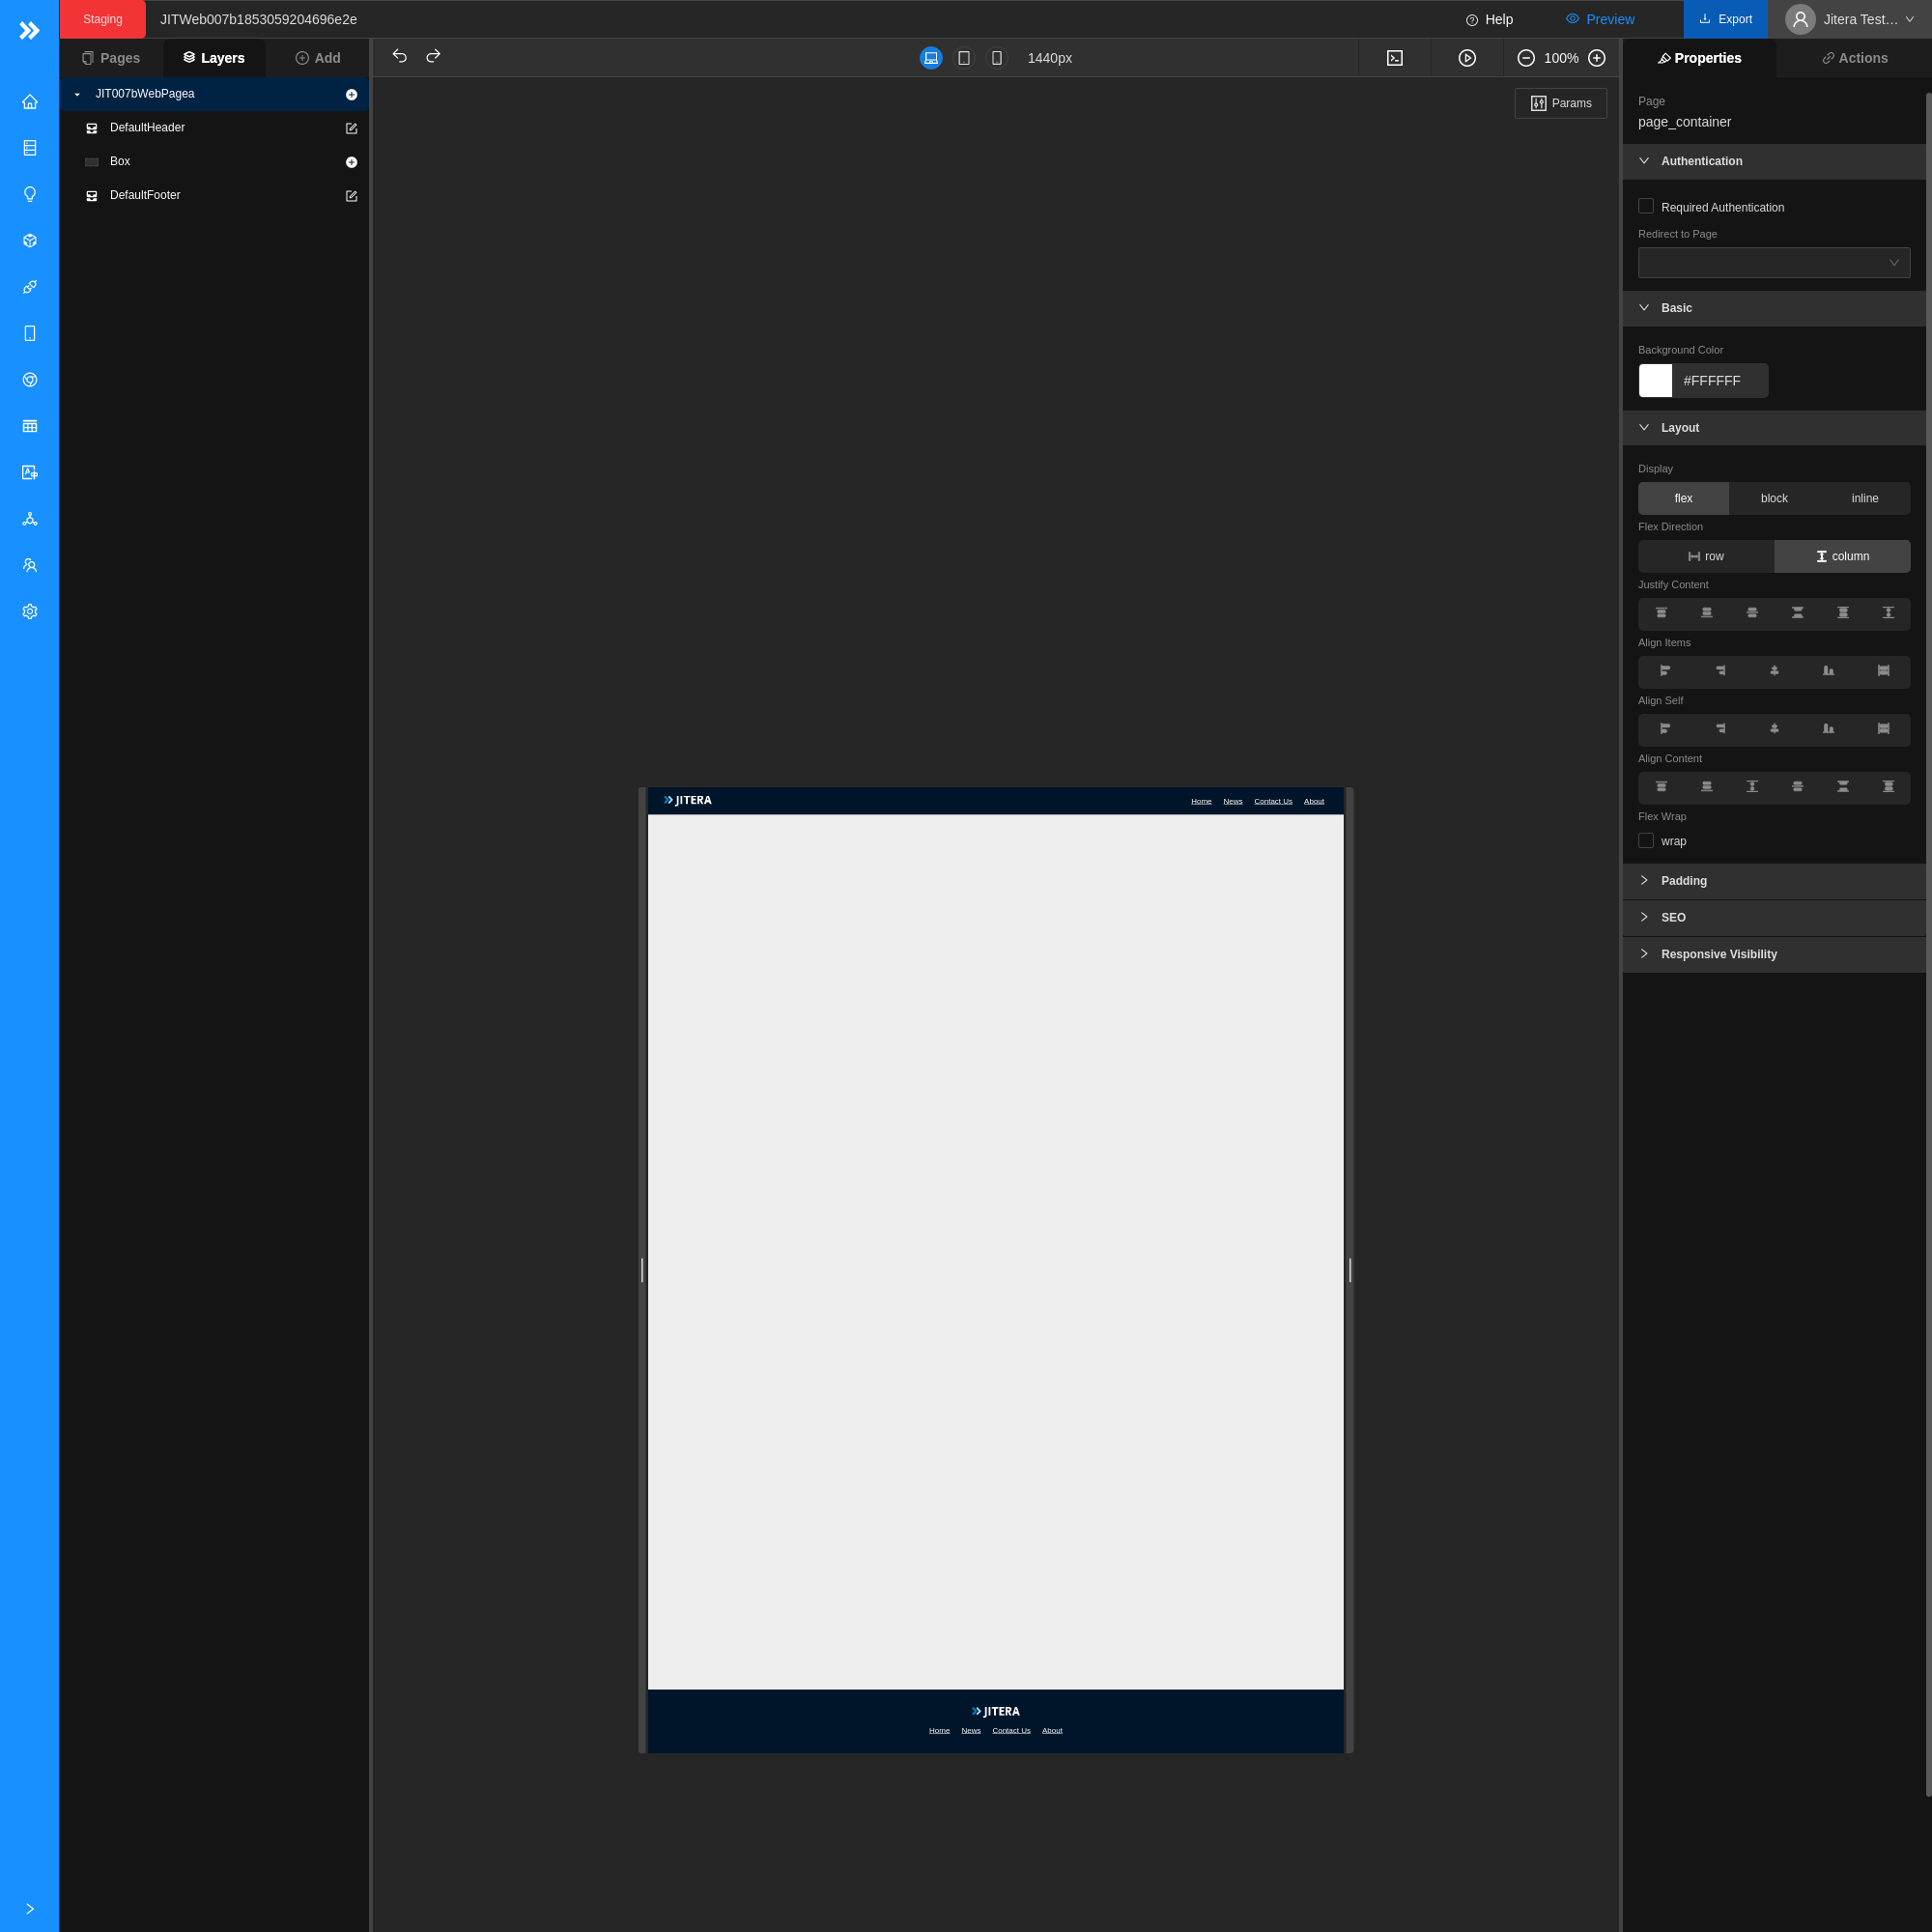 Staging
JITWeb007b1853059204696e2e
Help
Preview
Export
Jitera Test…
Pages
Layers
Add
1440px
100%
Properties
Actions
JIT007bWebPagea
DefaultHeader
Box
DefaultFooter
Params
Page
page_container
Authentication
Required Authentication
Redirect to Page
Basic
Background Color
#FFFFFF
Layout
Display
flex
block
inline
Flex Direction
row
column
Justify Content
Align Items
Align Self
Align Content
Flex Wrap
wrap
Padding
SEO
Responsive Visibility
JITERA
Home
News
Contact Us
About
JITERA
Home
News
Contact Us
About